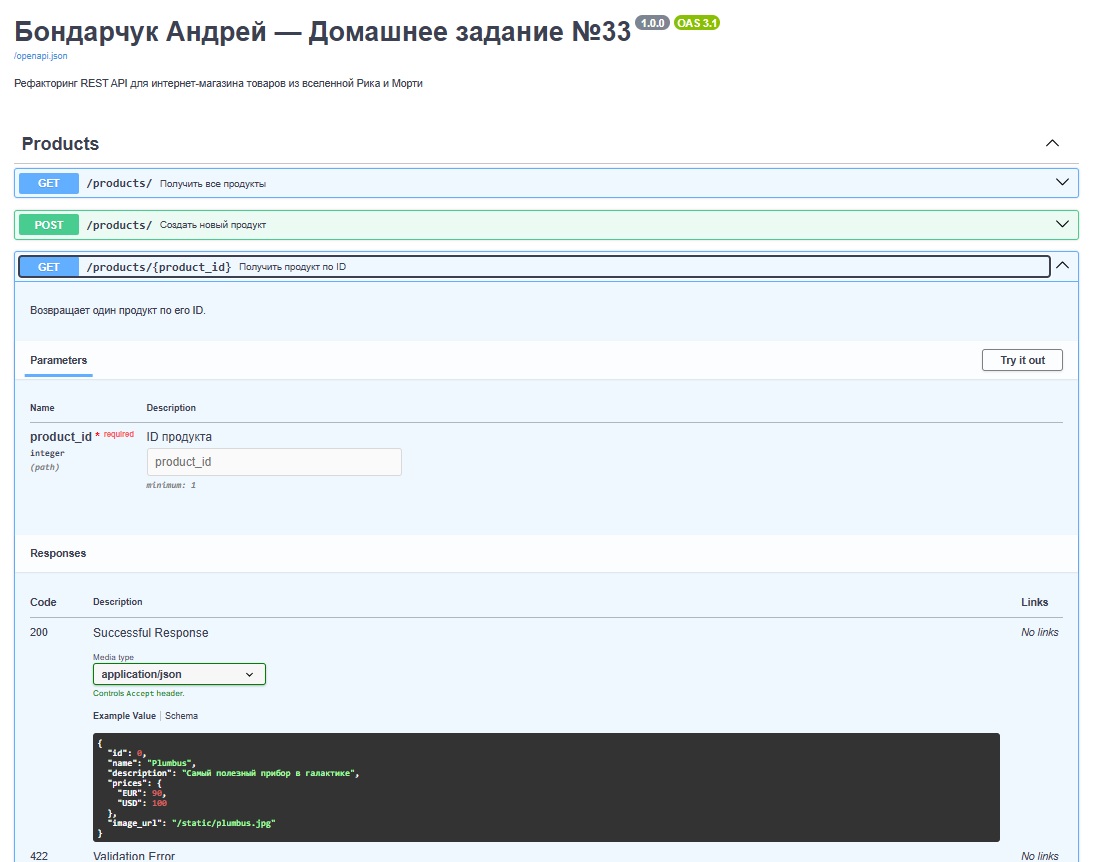 Бондарчук Андрей — Домашнее задание №33 1.0.0 OAS 3.1
/openapi.json
Рефакторинг REST API для интернет-магазина товаров из вселенной Рика и Морти
Products
GET /products/ Получить все продукты
POST /products/ Создать новый продукт
GET /products/{product_id} Получить продукт по ID
Возвращает один продукт по его ID.
Parameters Try it out
Name Description
product_id * required ID продукта
integer product_id
(path)
minimum: 1
Responses
Code Description Links
200 Successful Response No links
Media type
application/json
Controls Accept header.
Example Value Schema
{
"id": 0,
"name": "Plumbus",
"description": "Самый полезный прибор в галактике",
"prices": {
"EUR": 90,
"USD": 100
},
"image_url": "/static/plumbus.jpg"
}
422 Validation Error No links